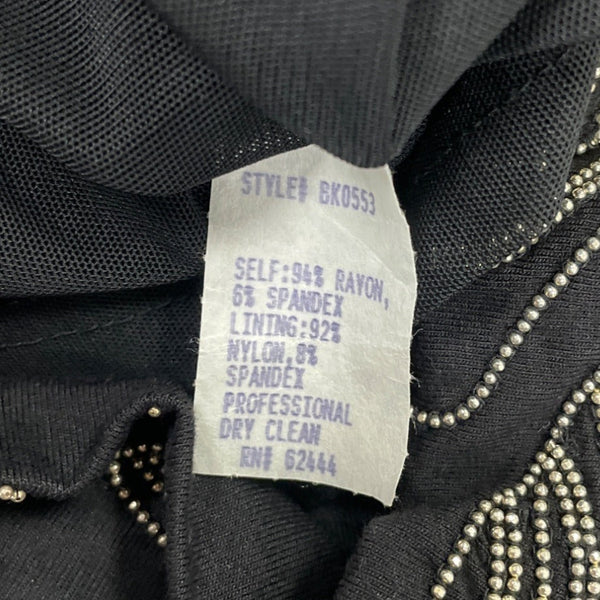 STYLE# BK0553
SELF:94% RAYON,
6% SPANDEX
LINING:92%
NYLON,8%
SPANDEX
PROFESSIONAL
DRY CLEAN
RN# 62444